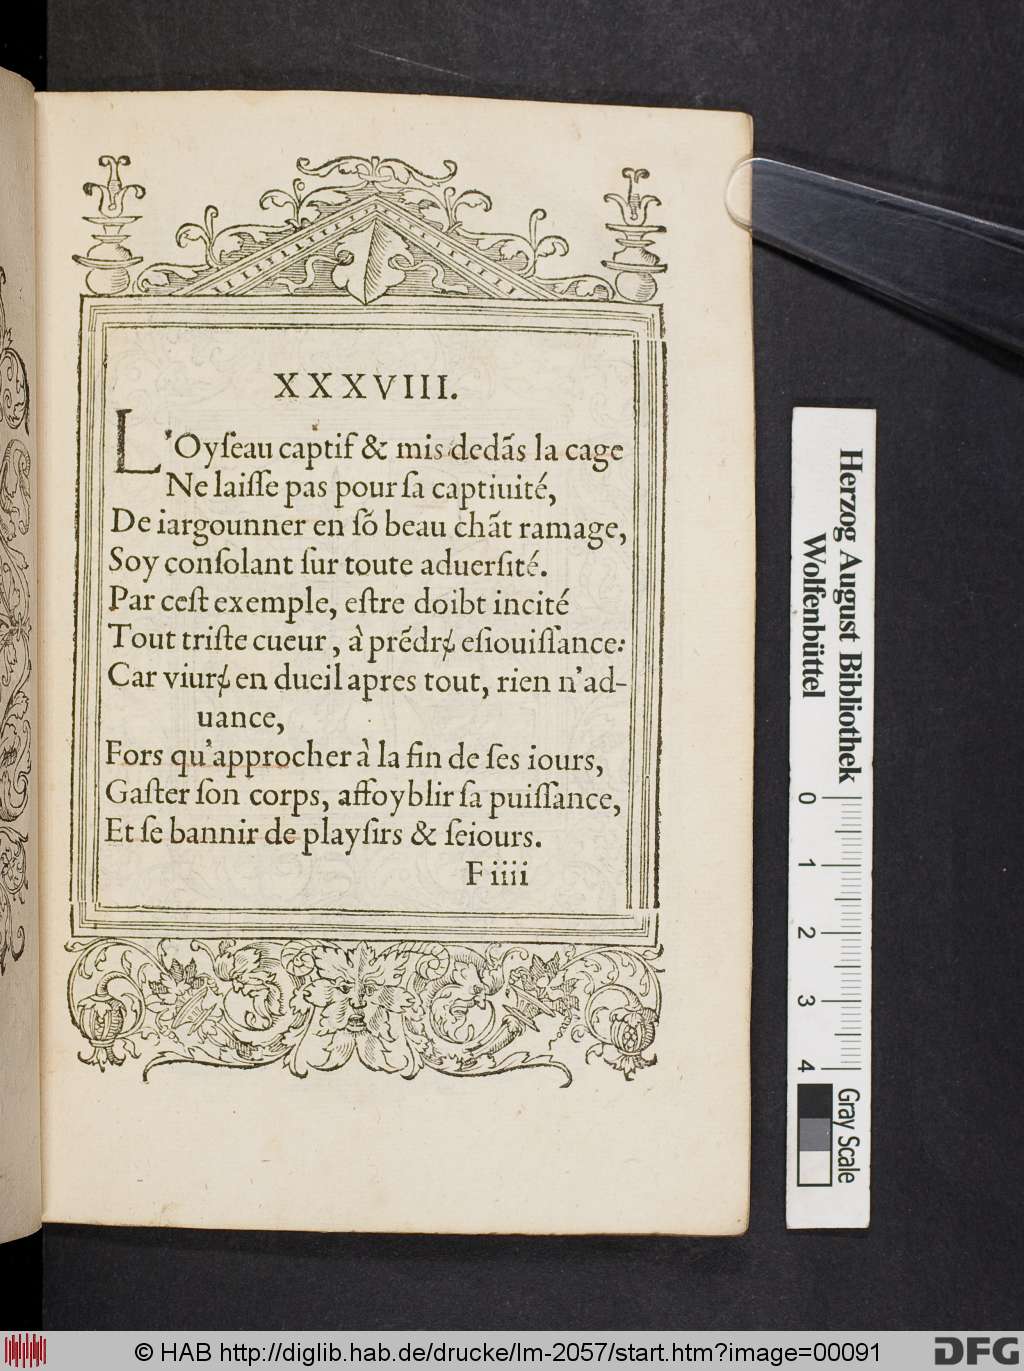 XXXVIII.
L'Oyſeau captif & mis dedãs la cage
Ne laiſſe pas pour ſa captiuité,
De iargounner en ſõ beau chãt ramage,
Soy conſolant ſur toute aduerſité.
Par ceſt exemple, eſtre doibt incité
Tout triſte cueur, à prẽdrɇ eſiouiſſance:
Car viurɇ en dueil apres tout, rien n'ad-
uance,
Fors qu'approcher à la fin de ſes iours,
Gaſter ſon corps, affoyblir ſa puiſſance,
Et ſe bannir de playſirs & ſeiours.
F iiii
Herzog August Bibliothek
Wolfenbüttel
0 1 2 3 4
Gray Scale
© HAB http://diglib.hab.de/drucke/lm-2057/start.htm?image=00091
DFG